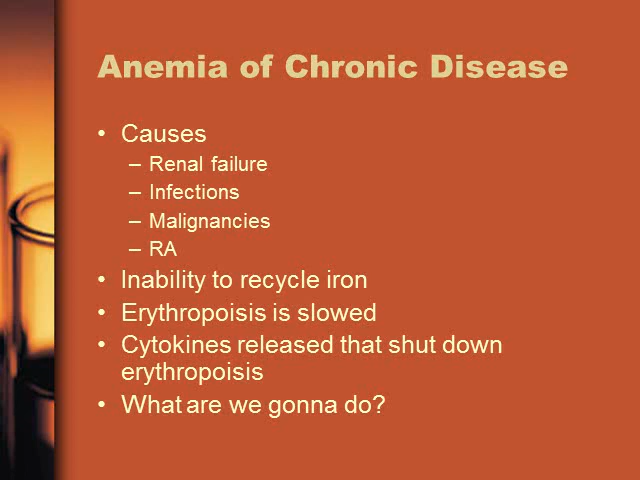 Anemia of Chronic Disease
• Causes
– Renal failure
– Infections
– Malignancies
– RA
• Inability to recycle iron
• Erythropoisis is slowed
• Cytokines released that shut down
erythropoisis
• What are we gonna do?